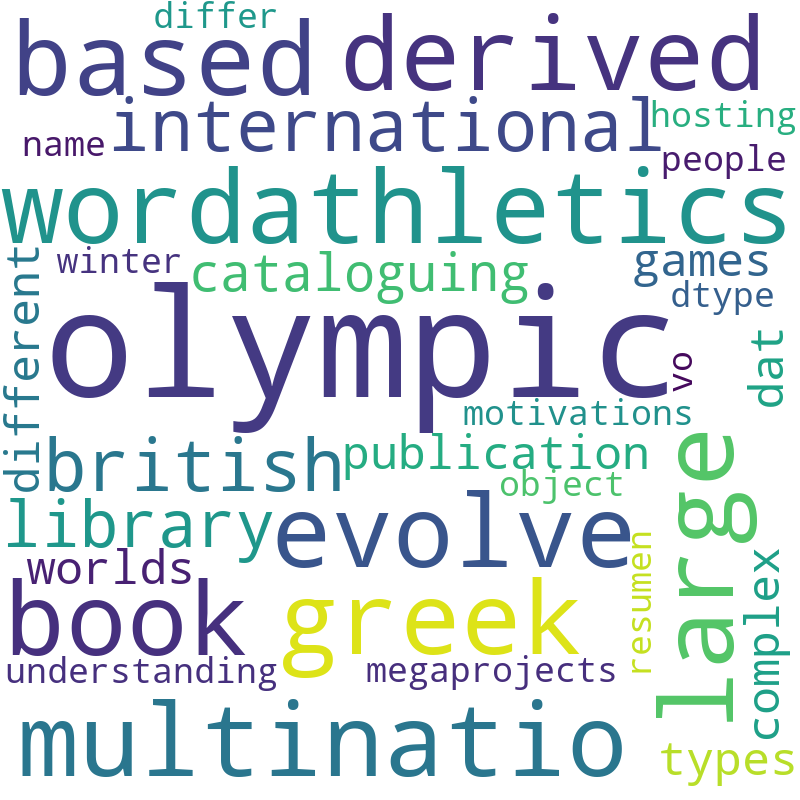 differ
based derived
international hosting
name people
wordathletics
winter cataloguing games
different dtype
olympic
vo dat
motivations
british publication
object
library evolve large
worlds resumen complex
book greek
understanding megaprojects
multinatio types